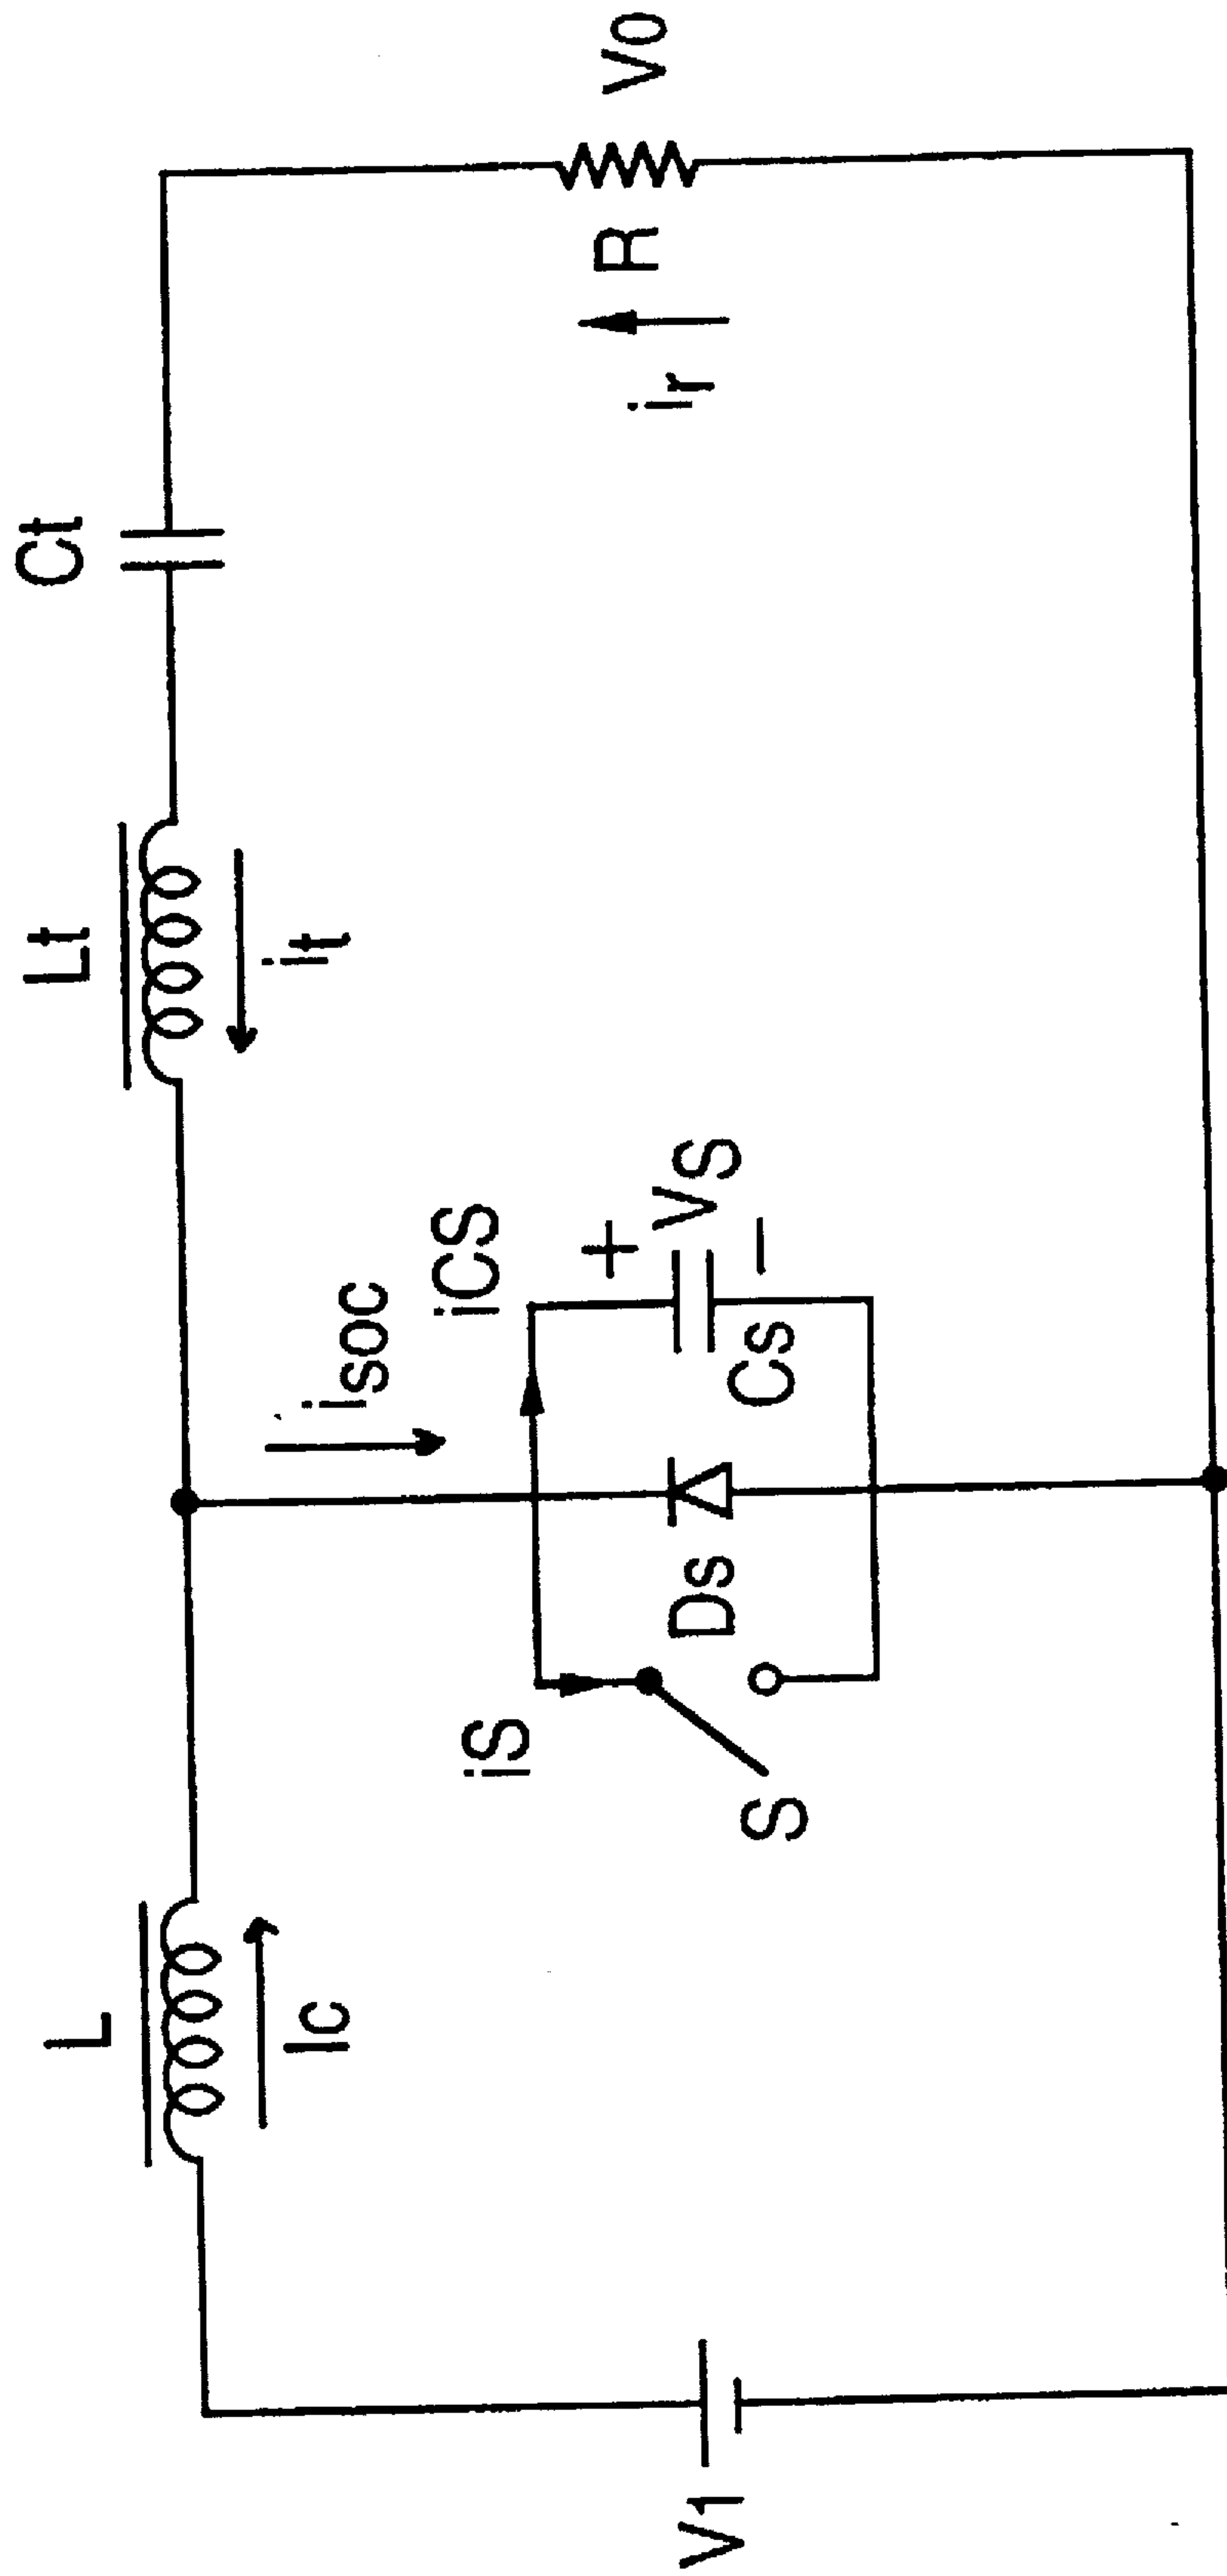 L
Lt
Ct
Ic
it
isoc
iS
iCS
+
VS
−
S
Ds
Cs
V1
ir
R
Vo